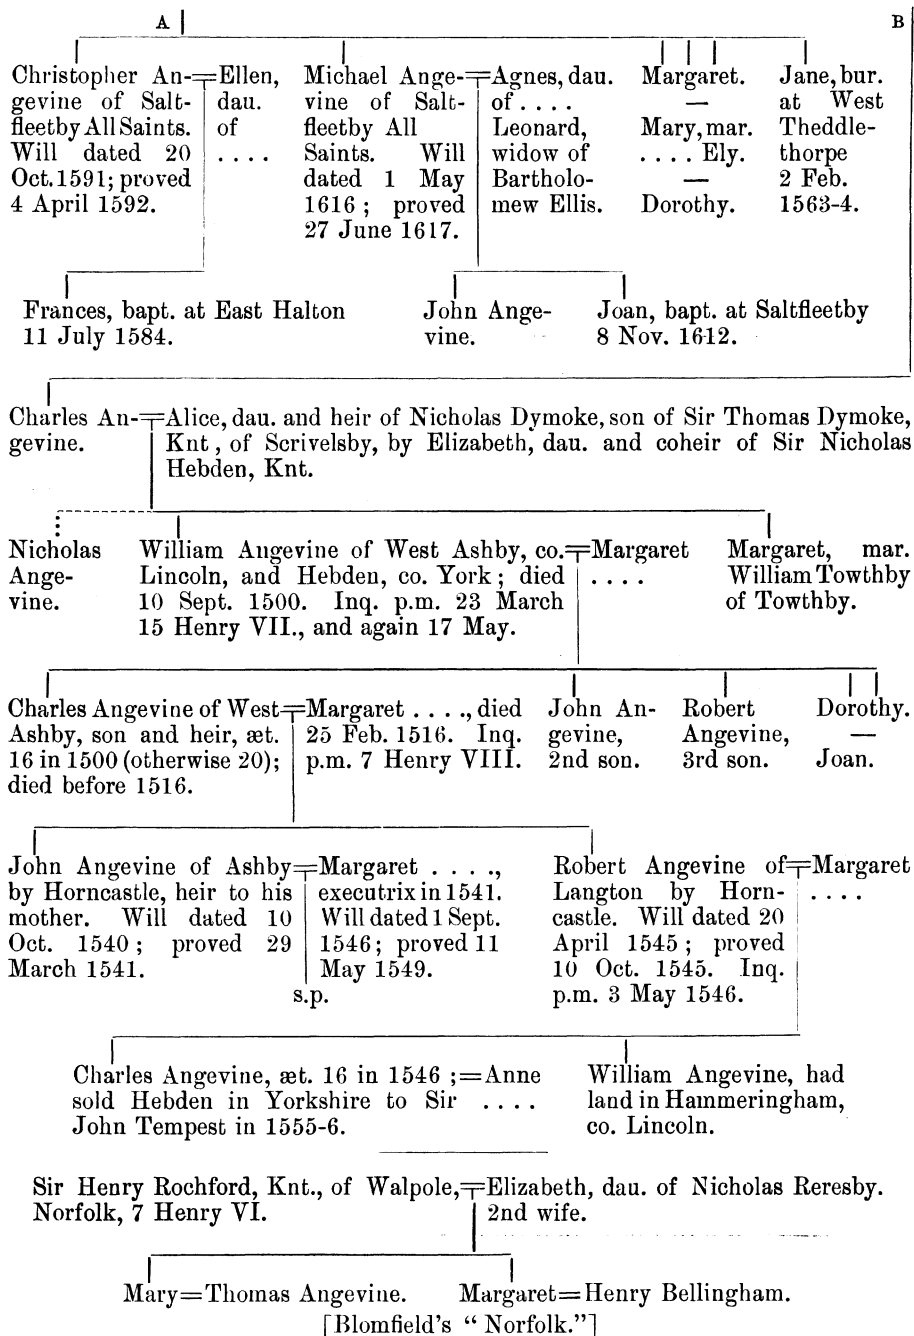 A B
Christopher An-╤Ellen, Michael Ange-╤Agnes, dau. Margaret. Jane, bur.
gevine of Salt- dau. vine of Salt- of . . . . — at West
fleetby All Saints. of fleetby All Leonard, Mary, mar. Theddle-
Will dated 20 . . . . Saints. Will widow of . . . . Ely. thorpe
Oct. 1591; proved dated 1 May Bartholo- — 2 Feb.
4 April 1592. 1616; proved mew Ellis. Dorothy. 1563-4.
27 June 1617.
Frances, bapt. at East Halton John Ange- Joan, bapt. at Saltfleetby
11 July 1584. vine. 8 Nov. 1612.
Charles An-╤Alice, dau. and heir of Nicholas Dymoke, son of Sir Thomas Dymoke,
gevine. Knt, of Scrivelsby, by Elizabeth, dau. and coheir of Sir Nicholas
Hebden, Knt.
Nicholas William Angevine of West Ashby, co.╤Margaret Margaret, mar.
Ange- Lincoln, and Hebden, co. York; died . . . . William Towthby
vine. 10 Sept. 1500. Inq. p.m. 23 March of Towthby.
15 Henry VII., and again 17 May.
Charles Angevine of West╤Margaret . . . ., died John An- Robert Dorothy.
Ashby, son and heir, æt. 25 Feb. 1516. Inq. gevine, Angevine, —
16 in 1500 (otherwise 20); p.m. 7 Henry VIII. 2nd son. 3rd son. Joan.
died before 1516.
John Angevine of Ashby╤Margaret . . . ., Robert Angevine of╤Margaret
by Horncastle, heir to his executrix in 1541. Langton by Horn- . . . .
mother. Will dated 10 Will dated 1 Sept. castle. Will dated 20
Oct. 1540; proved 29 1546; proved 11 April 1545; proved
March 1541. May 1549. 10 Oct. 1545. Inq.
s.p. p.m. 3 May 1546.
Charles Angevine, æt. 16 in 1546;=Anne William Angevine, had
sold Hebden in Yorkshire to Sir . . . . land in Hammeringham,
John Tempest in 1555-6. co. Lincoln.
Sir Henry Rochford, Knt., of Walpole,╤Elizabeth, dau. of Nicholas Reresby.
Norfolk, 7 Henry VI. 2nd wife.
Mary=Thomas Angevine. Margaret=Henry Bellingham.
[Blomfield's "Norfolk."]